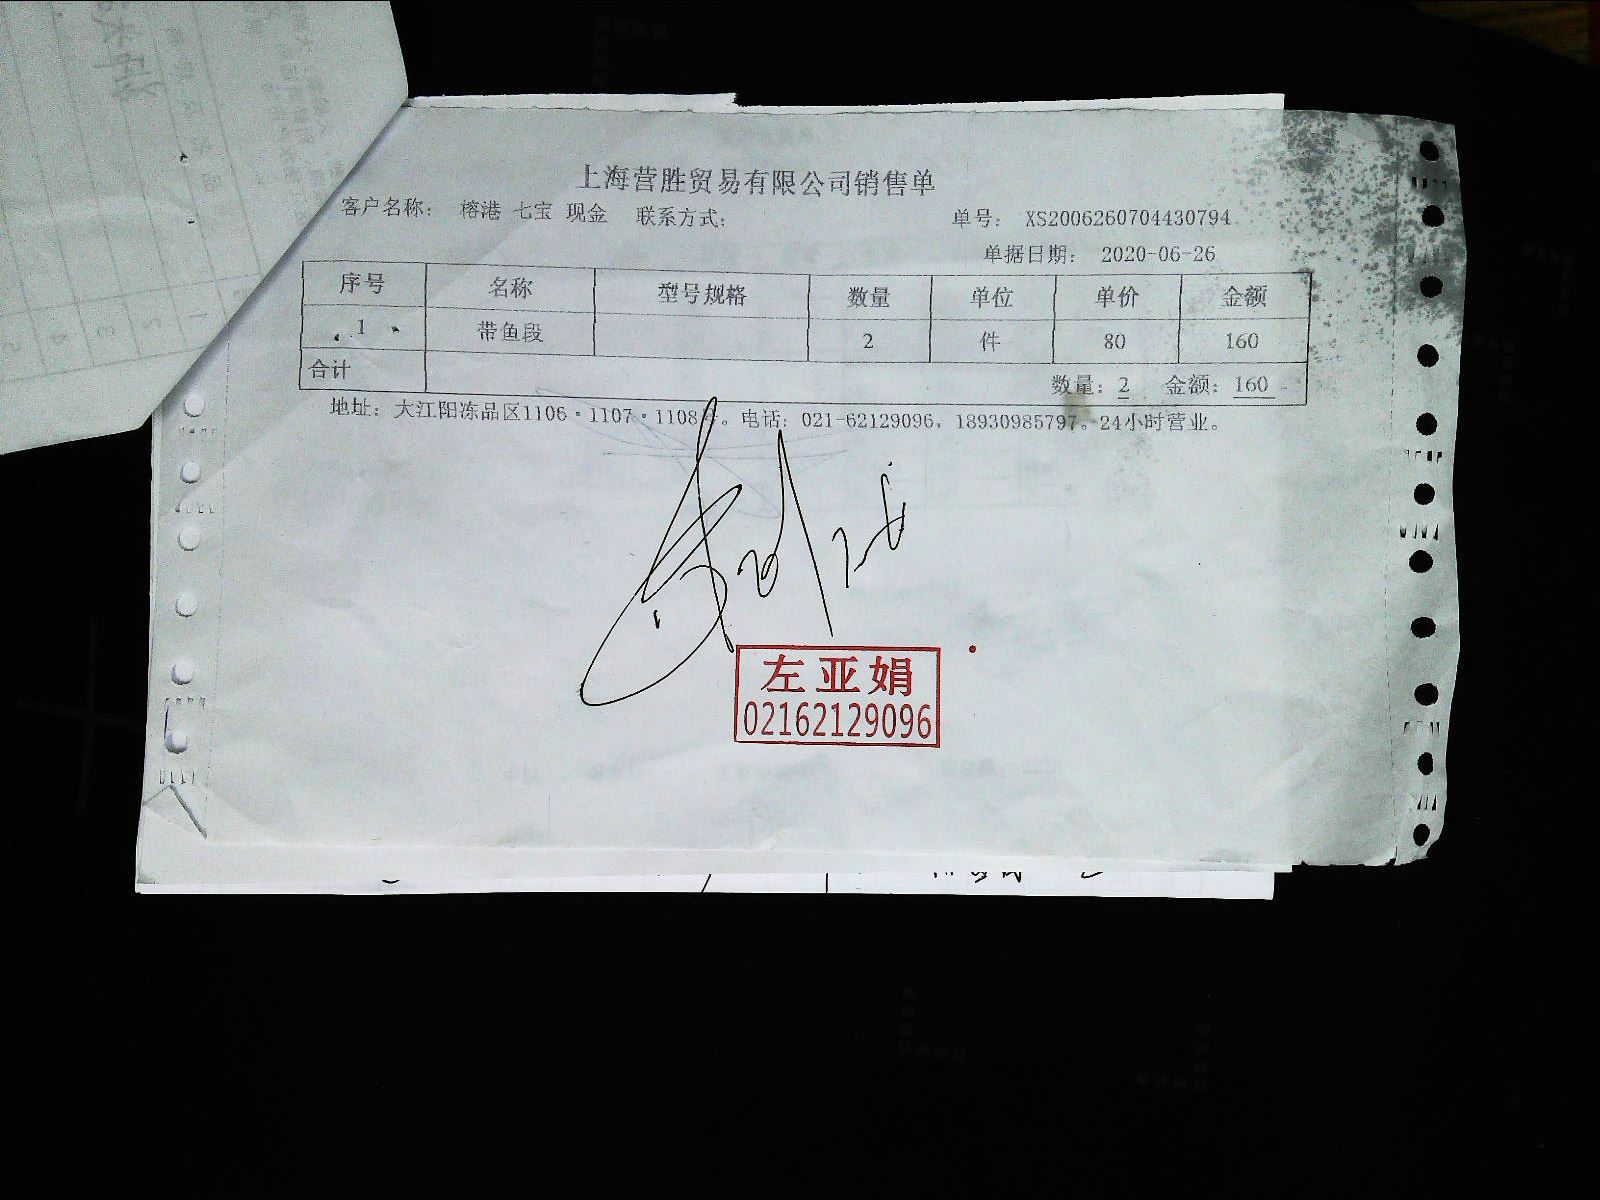 上海营胜贸易有限公司销售单
客户名称： 榕港 七宝 现金 联系方式： 单号： XS2006260704430794
单据日期： 2020-06-26
序号 名称 型号规格 数量 单位 单价 金额
1 带鱼段 2 件 80 160
合计 数量：2 金额：160
地址：大江阳冻品区1106·1107·1108号。电话：021-62129096，18930985797。24小时营业。
左亚娟
02162129096